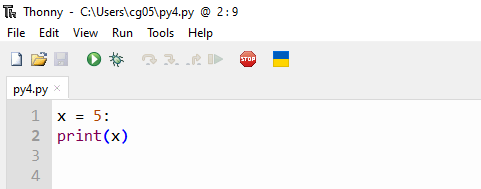 Thonny - C:\Users\cg05\py4.py @ 2:9
File Edit View Run Tools Help
STOP
py4.py ×
1 x = 5:
2 print(x)
3
4